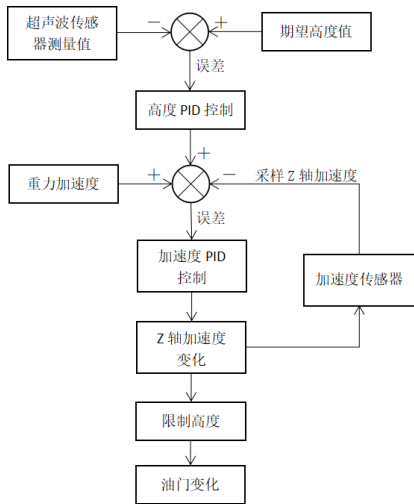 超声波传感
器测量值
−
+
期望高度值
误差
高度 PID 控制
+
重力加速度
+
−
采样 Z 轴加速度
误差
加速度 PID
控制
加速度传感器
Z 轴加速度
变化
限制高度
油门变化